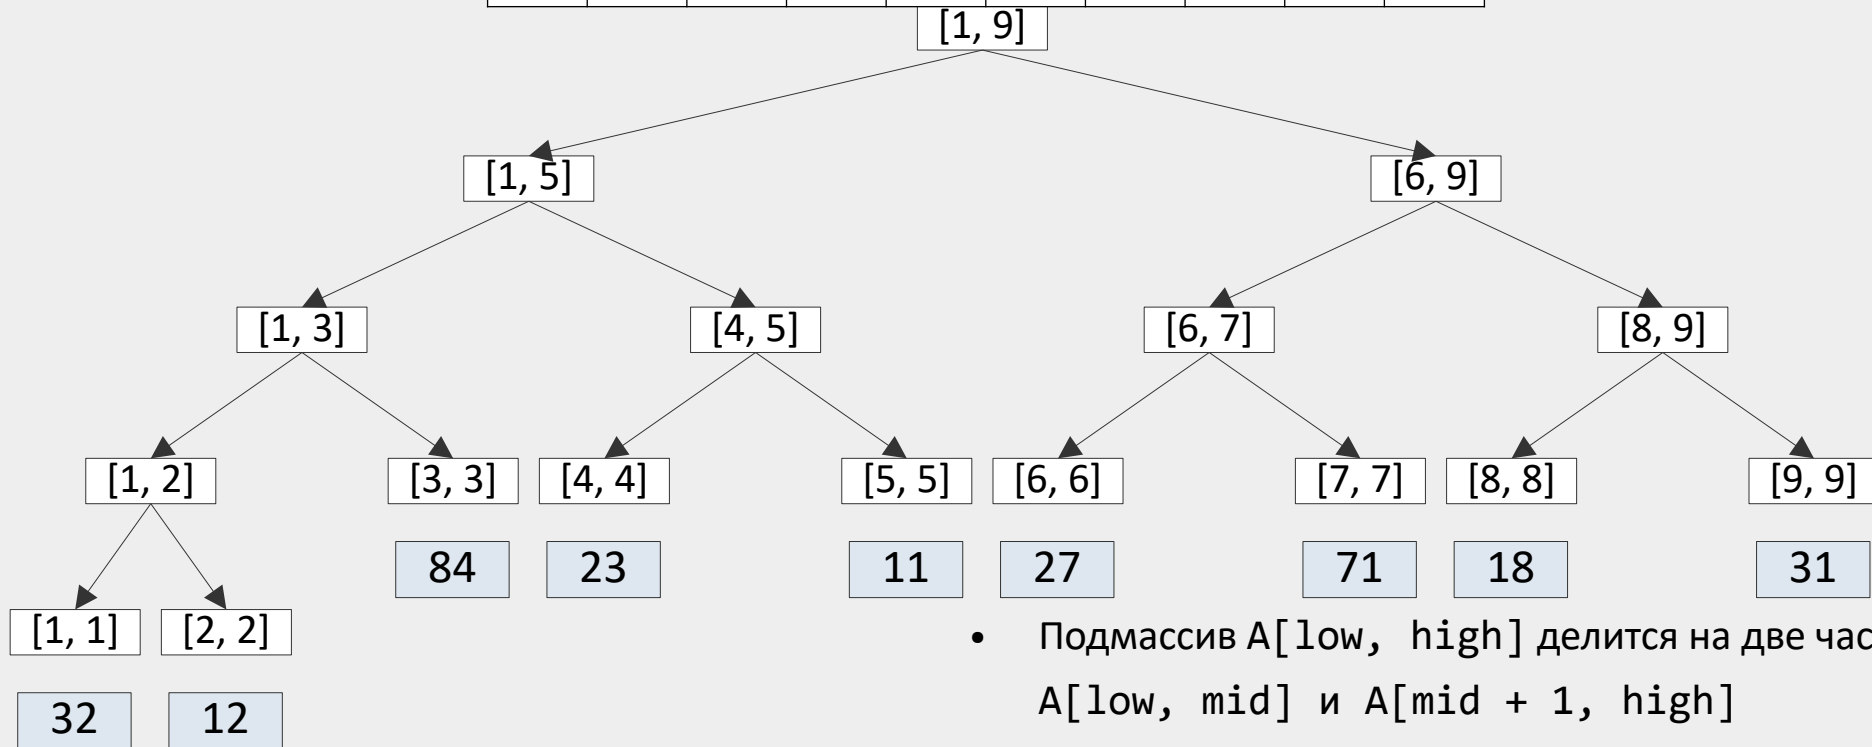 [1, 9]
[1, 5] [6, 9]
[1, 3] [4, 5] [6, 7] [8, 9]
[1, 2] [3, 3] [4, 4] [5, 5] [6, 6] [7, 7] [8, 8] [9, 9]
84 23 11 27 71 18 31
[1, 1] [2, 2]
32 12
• Подмассив A[low, high] делится на две
A[low, mid] и A[mid + 1, high]